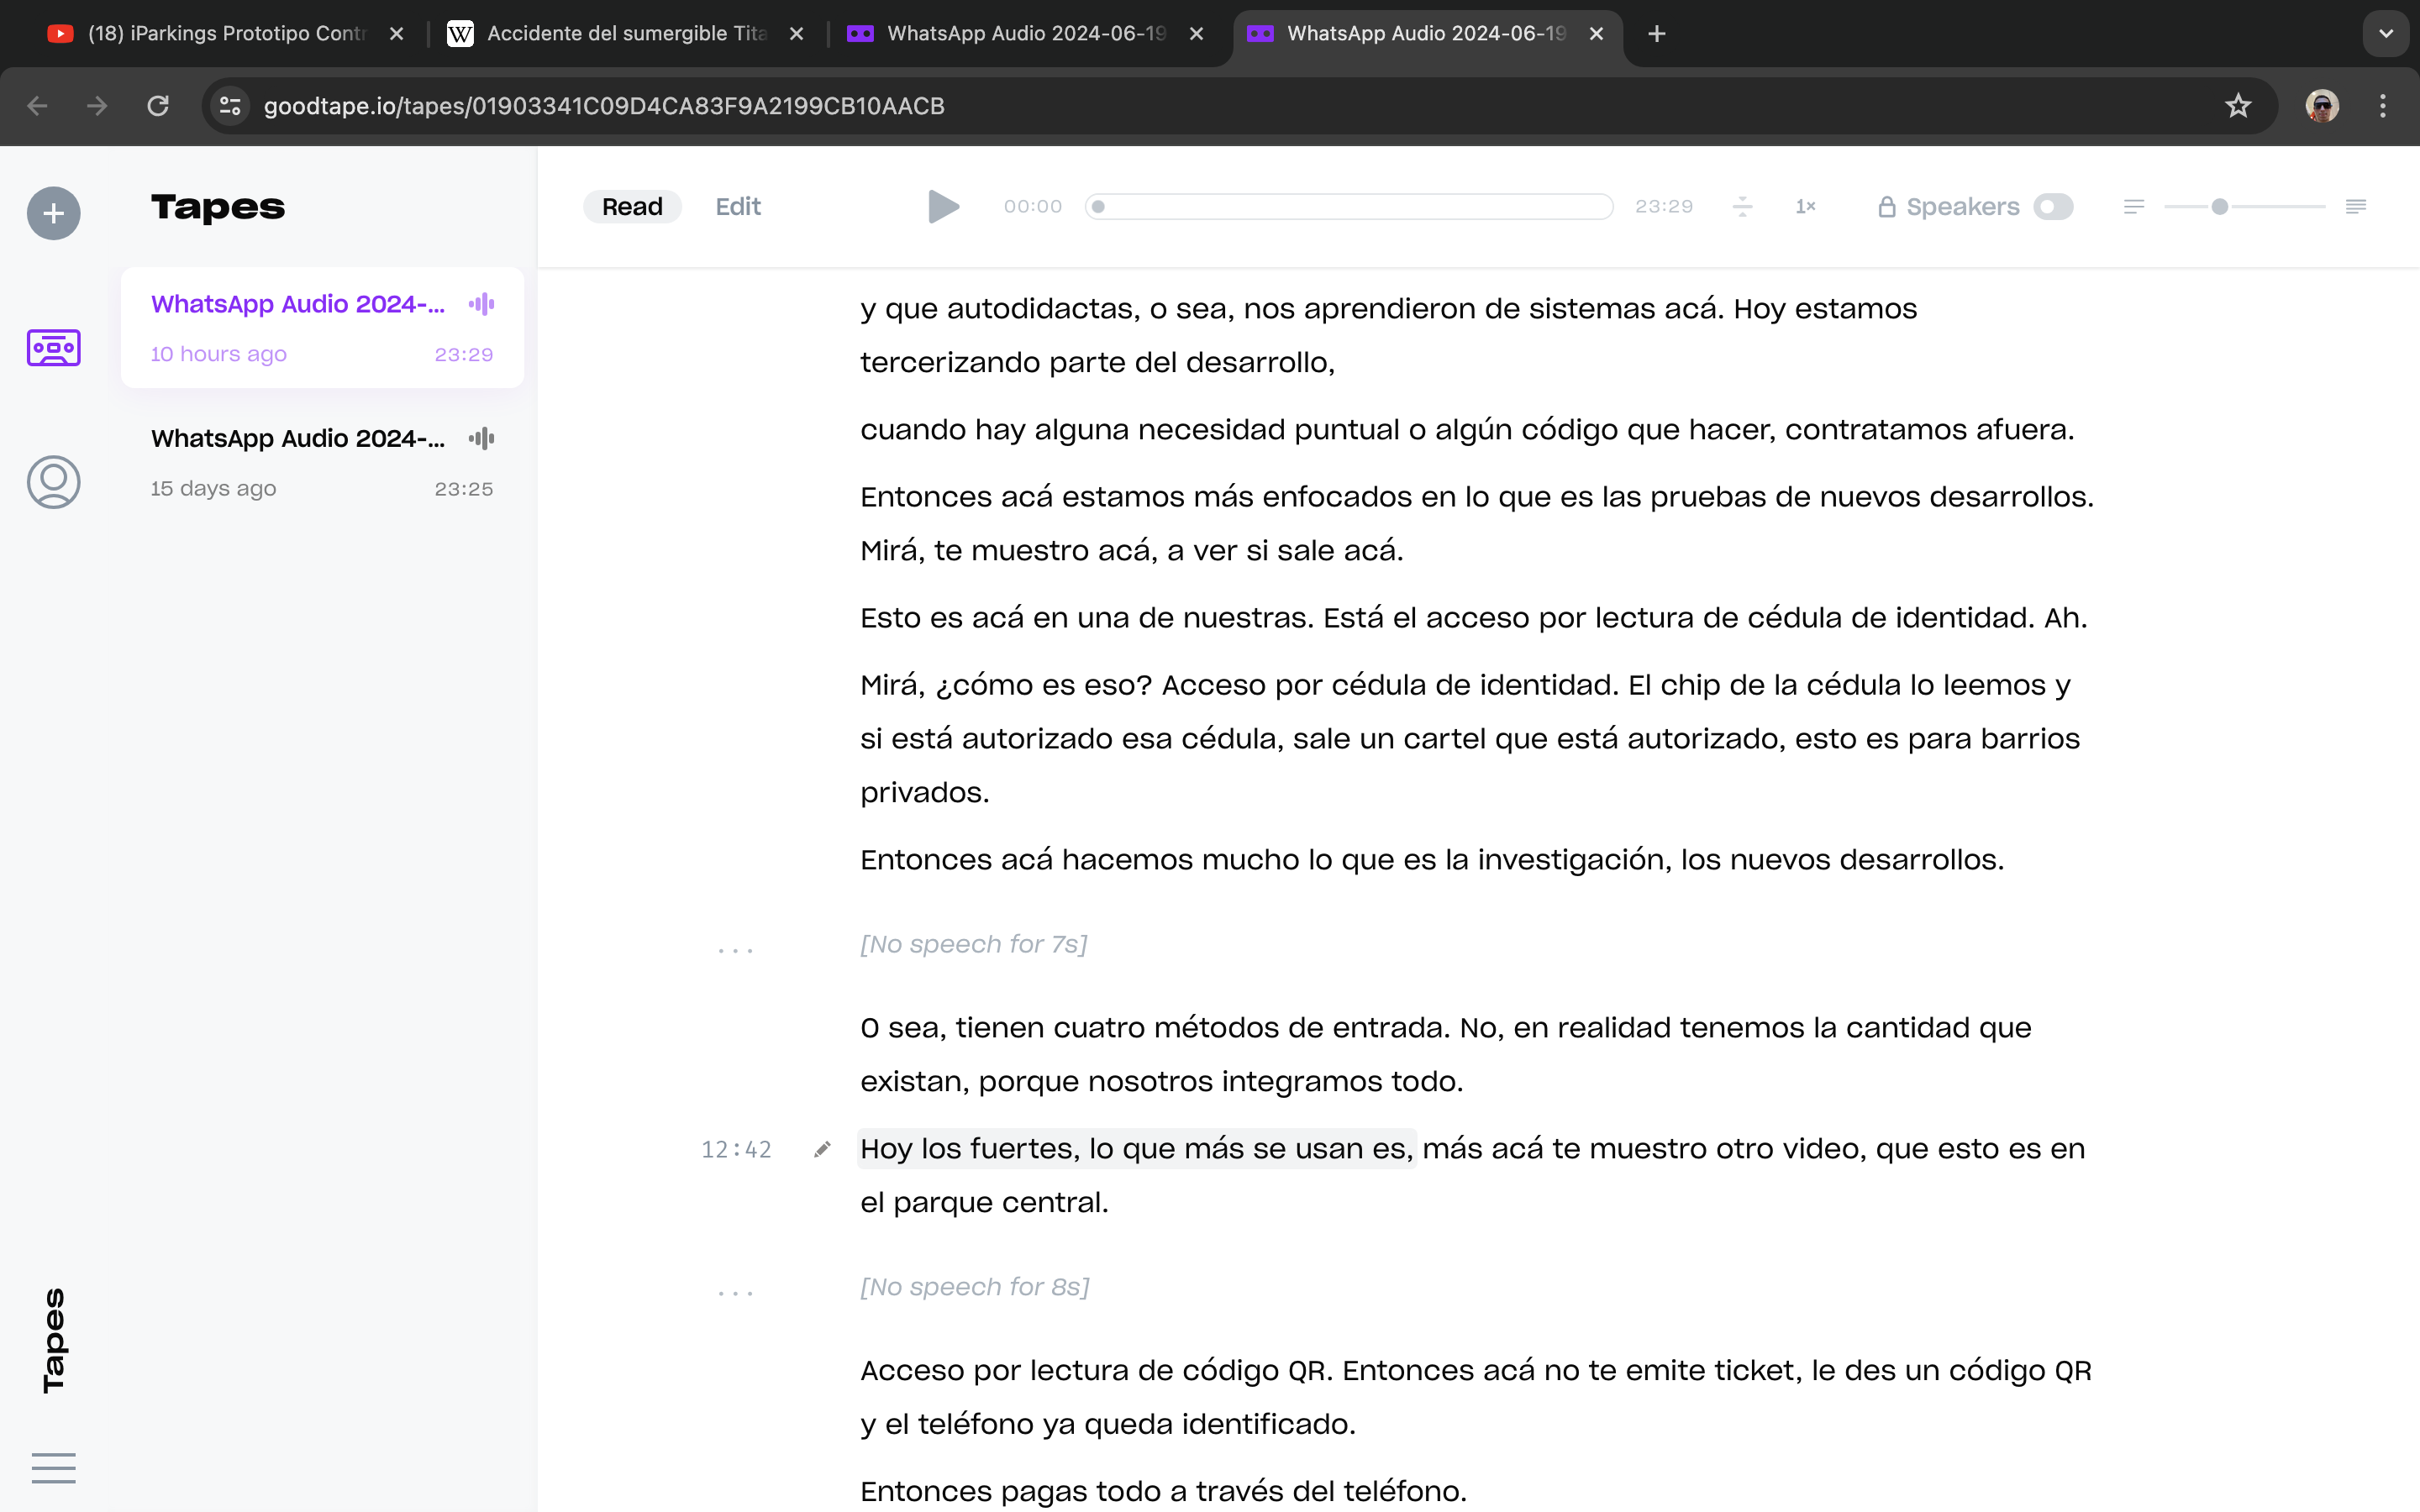 (18) iParkings Prototipo Contr
Accidente del sumergible Tita
WhatsApp Audio 2024-06-19
WhatsApp Audio 2024-06-19
goodtape.io/tapes/01903341C09D4CA83F9A2199CB10AACB
Tapes
WhatsApp Audio 2024-...
10 hours ago 23:29
WhatsApp Audio 2024-...
15 days ago 23:25
Tapes
Read Edit 00:00 23:29 1× Speakers
y que autodidactas, o sea, nos aprendieron de sistemas acá. Hoy estamos
tercerizando parte del desarrollo,
cuando hay alguna necesidad puntual o algún código que hacer, contratamos afuera.
Entonces acá estamos más enfocados en lo que es las pruebas de nuevos desarrollos.
Mirá, te muestro acá, a ver si sale acá.
Esto es acá en una de nuestras. Está el acceso por lectura de cédula de identidad. Ah.
Mirá, ¿cómo es eso? Acceso por cédula de identidad. El chip de la cédula lo leemos y
si está autorizado esa cédula, sale un cartel que está autorizado, esto es para barrios
privados.
Entonces acá hacemos mucho lo que es la investigación, los nuevos desarrollos.
... [No speech for 7s]
O sea, tienen cuatro métodos de entrada. No, en realidad tenemos la cantidad que
existan, porque nosotros integramos todo.
12:42 Hoy los fuertes, lo que más se usan es, más acá te muestro otro video, que esto es en
el parque central.
... [No speech for 8s]
Acceso por lectura de código QR. Entonces acá no te emite ticket, le des un código QR
y el teléfono ya queda identificado.
Entonces pagas todo a través del teléfono.